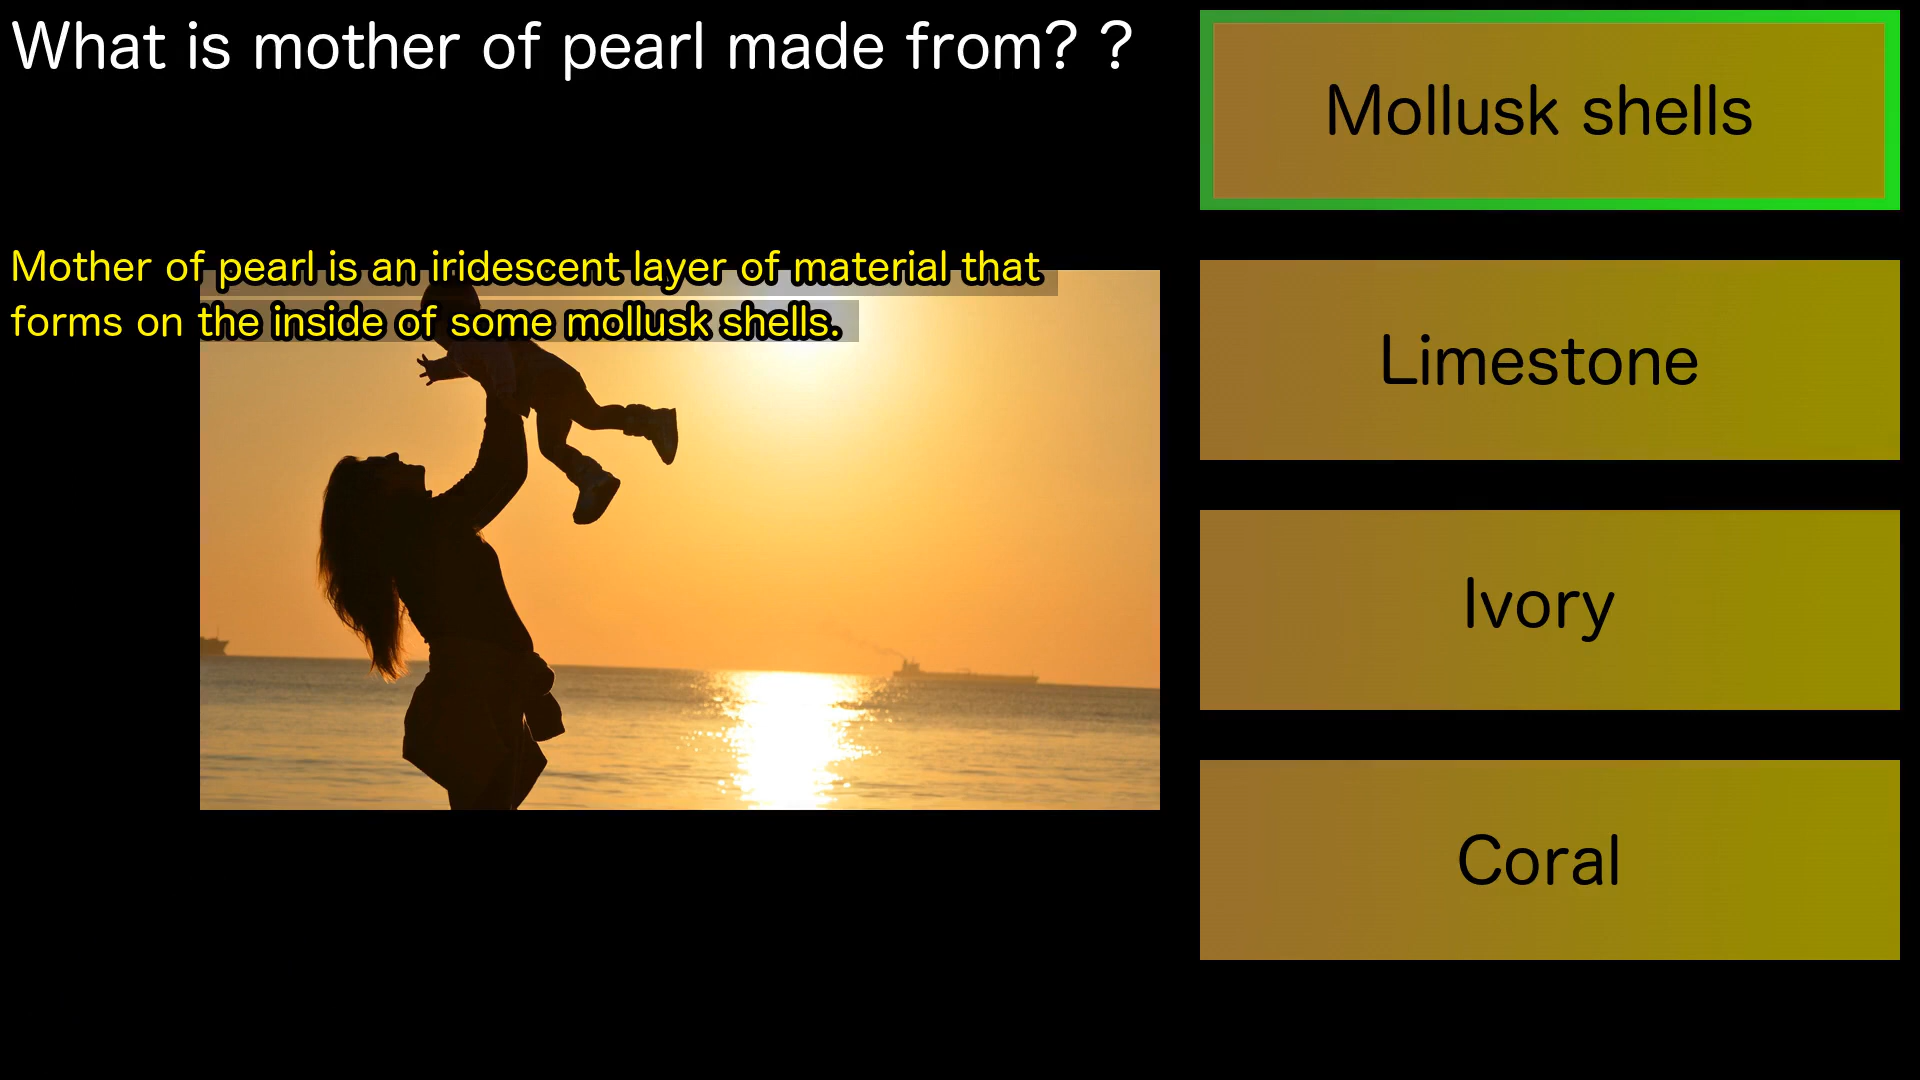 What is mother of pearl made from? ?
Mother of pearl is an iridescent layer of material that
forms on the inside of some mollusk shells.
Mollusk shells
Limestone
Ivory
Coral